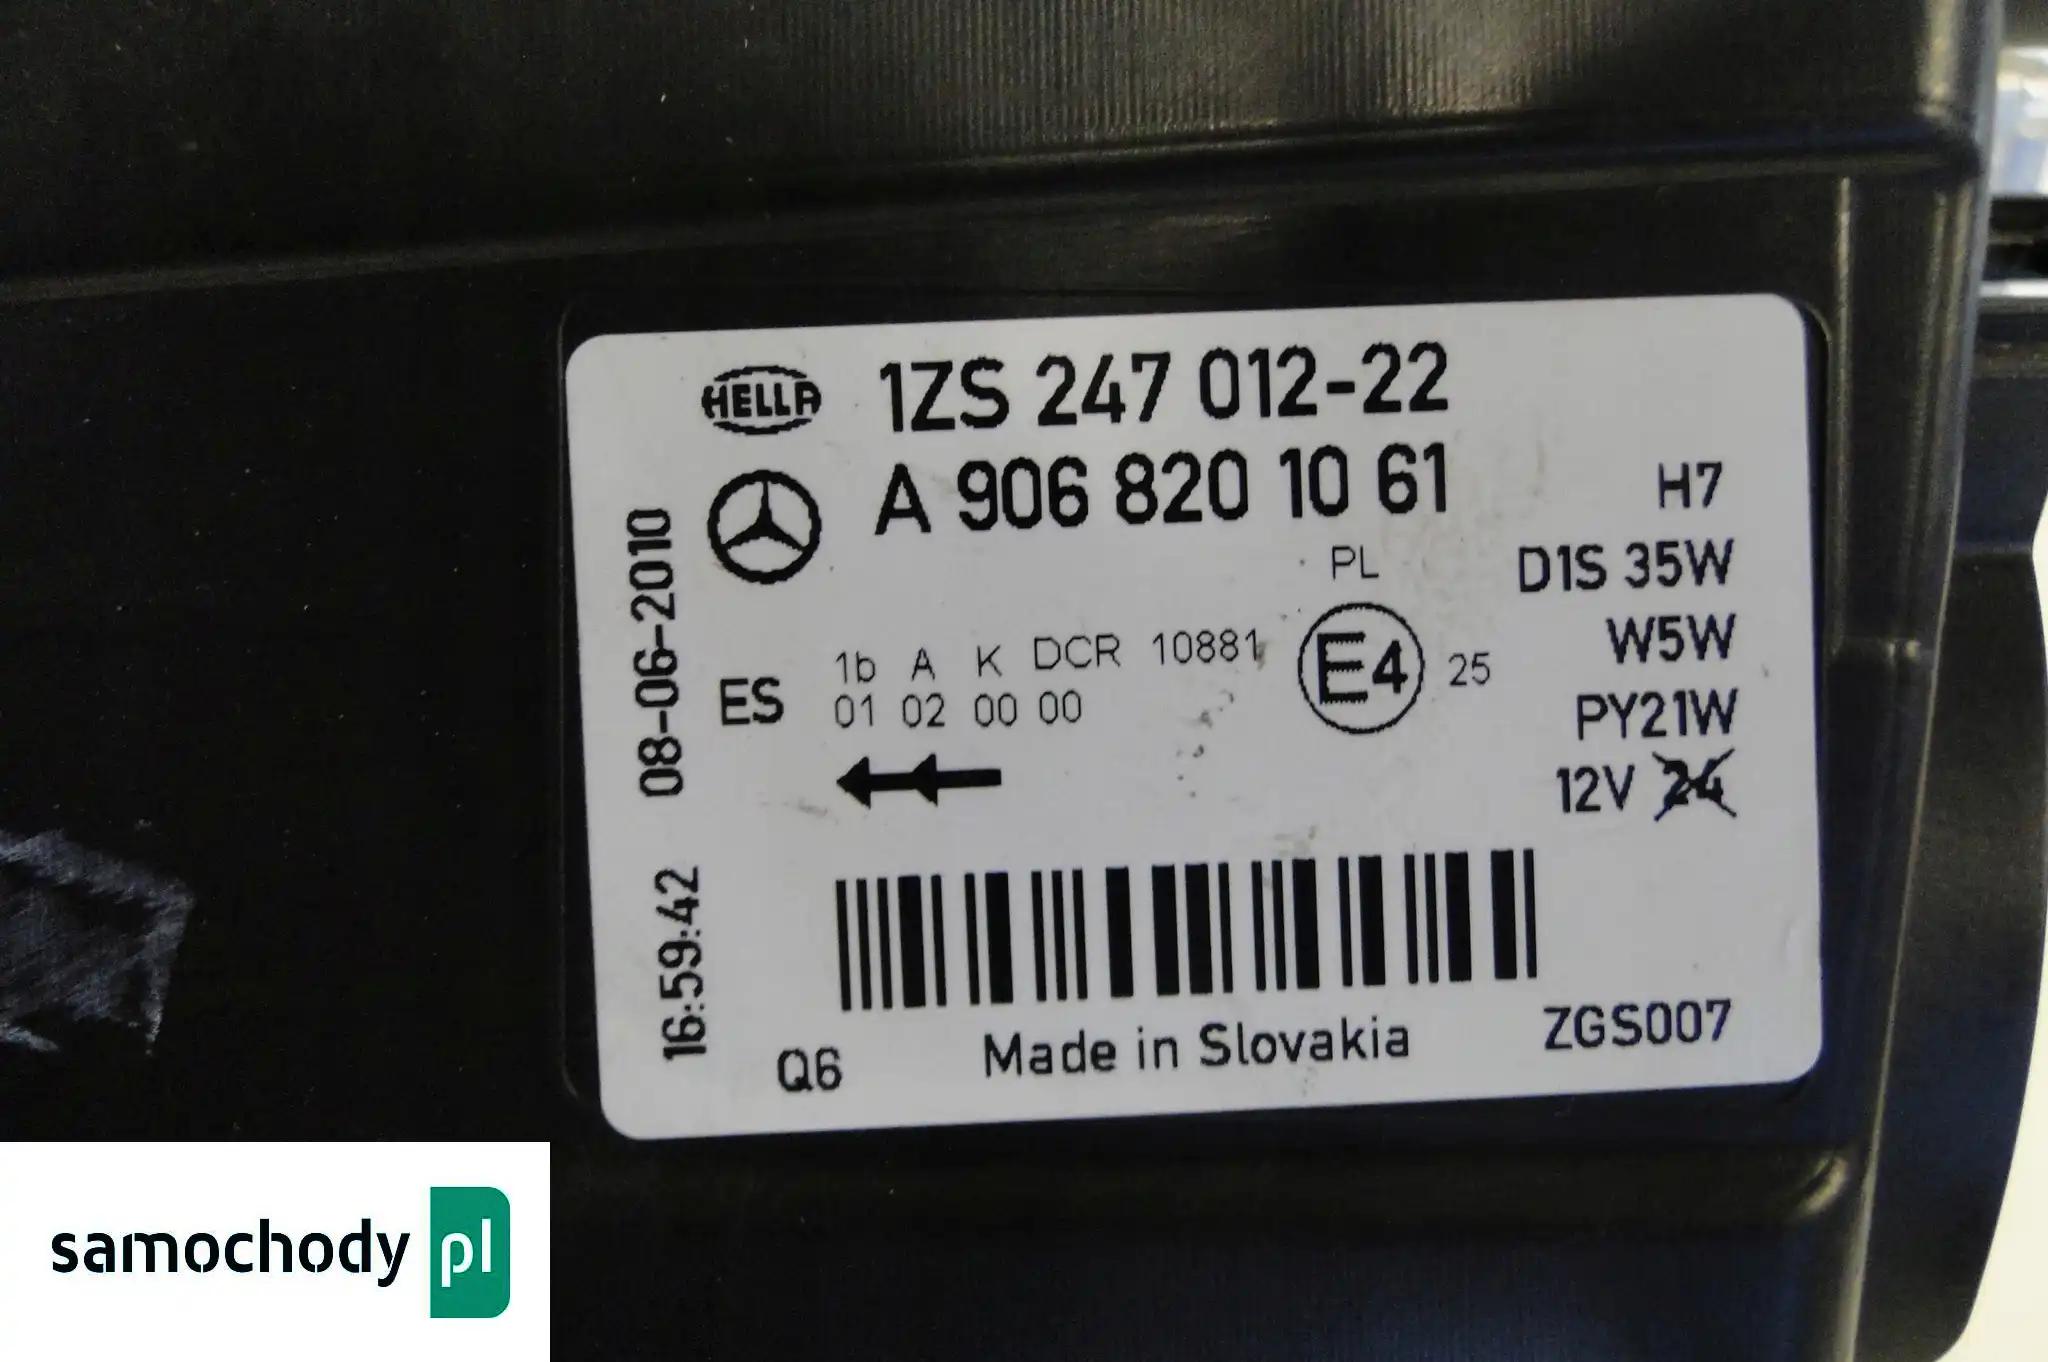 HELLA 1ZS 247 012-22
A 906 820 10 61
H7
PL
D1S 35W
W5W
PY21W
12V 24
ES
1b A K DCR 10881
01 02 00 00
E4 25
08-06-2010
16:59:42
Q6
Made in Slovakia
ZGS007
samochody pl